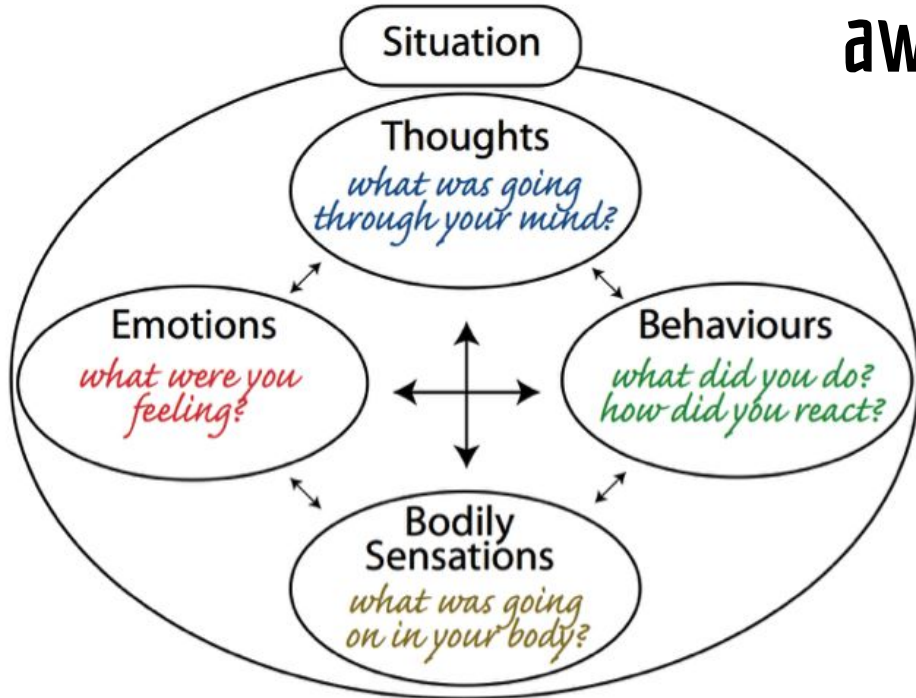 Situation
aw
Thoughts
what was going
through your mind?
Emotions
what were you
feeling?
Behaviours
what did you do?
how did you react?
Bodily
Sensations
what was going
on in your body?